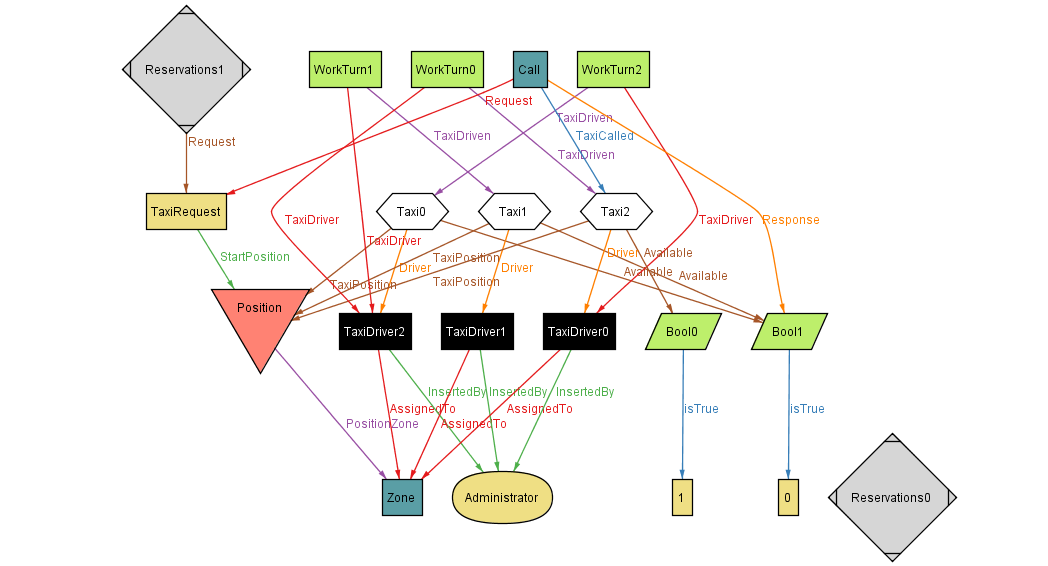 Reservations1
WorkTurn1
WorkTurn0
Call
WorkTurn2
Request
TaxiDriven
TaxiDriven
TaxiCalled
Request
TaxiDriven
TaxiRequest
Taxi0
Taxi1
Taxi2
TaxiDriver
TaxiDriver
Response
TaxiDriver
StartPosition
TaxiPosition
Driver
Available
Driver
Driver
Available
Available
TaxiPosition
TaxiPosition
Position
TaxiDriver2
TaxiDriver1
TaxiDriver0
Bool0
Bool1
InsertedBy
InsertedBy
InsertedBy
AssignedTo
AssignedTo
isTrue
isTrue
PositionZone
AssignedTo
Zone
Administrator
1
0
Reservations0